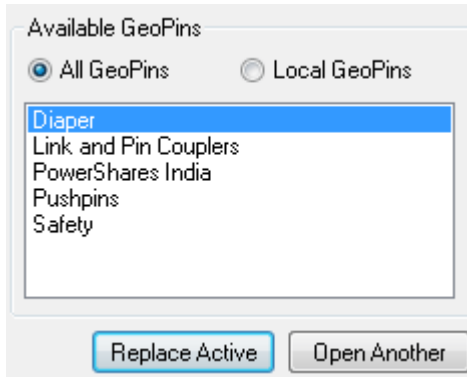 Available GeoPins
All GeoPins Local GeoPins
Diaper
Link and Pin Couplers
PowerShares India
Pushpins
Safety
Replace Active Open Another